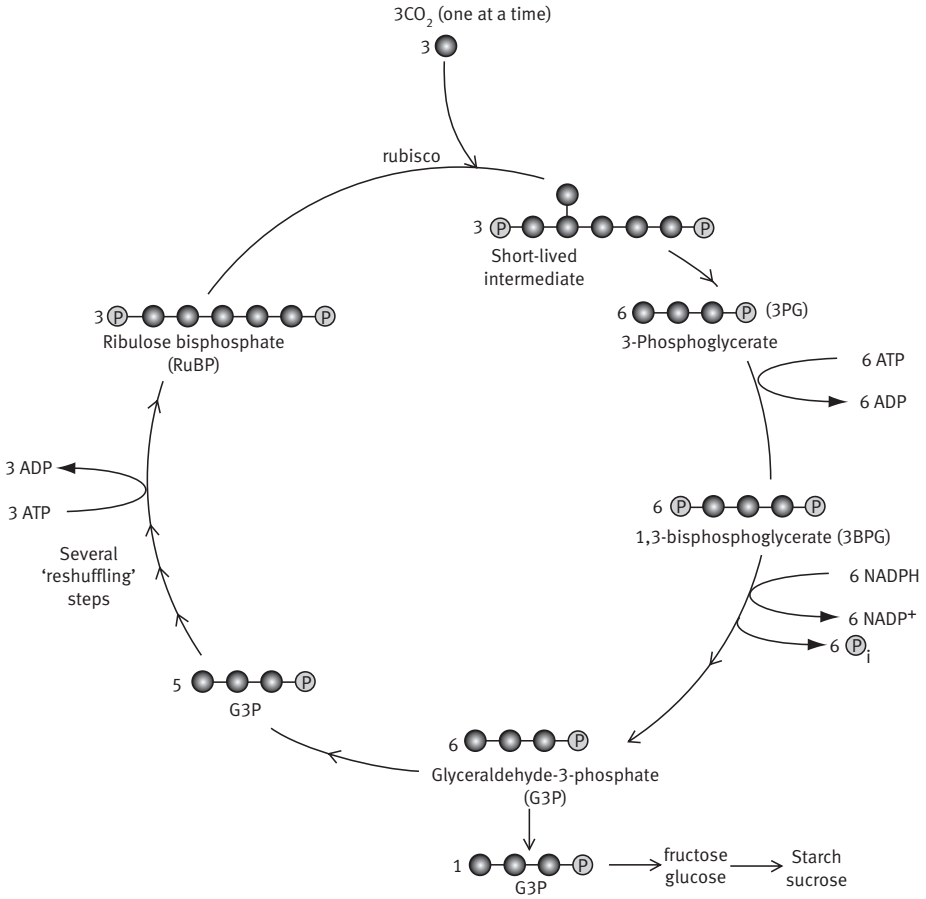 3CO₂ (one at a time)
3
rubisco
3 P P
Short-lived
intermediate
3 P P
Ribulose bisphosphate
(RuBP)
6 P (3PG)
3-Phosphoglycerate
6 ATP
6 ADP
6 P P
1,3-bisphosphoglycerate (3BPG)
6 NADPH
6 NADP⁺
6 Pᵢ
3 ADP
3 ATP
Several
‘reshuffling’
steps
5 P
G3P
6 P
Glyceraldehyde-3-phosphate
(G3P)
1 P
G3P
fructose
glucose
Starch
sucrose